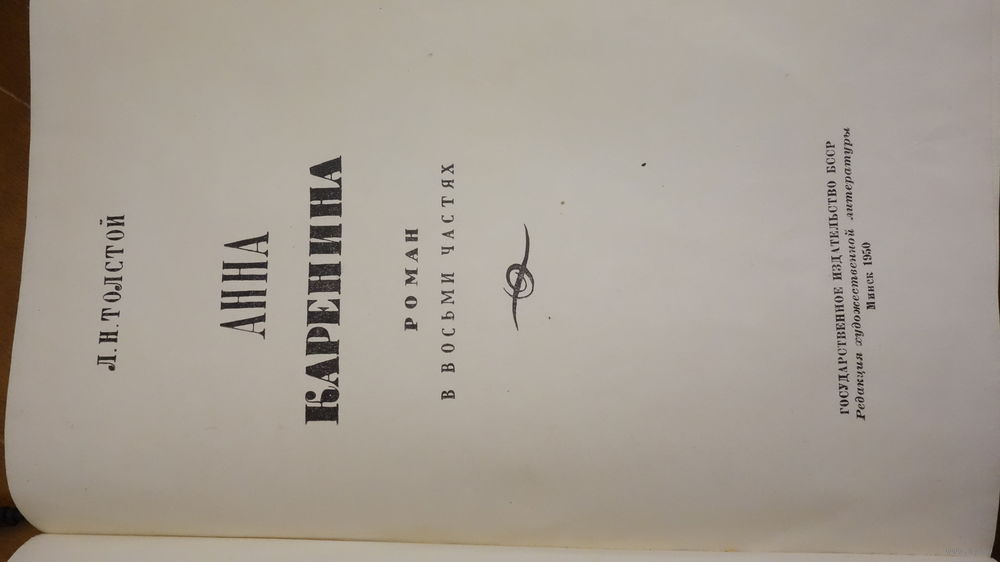 Л. Н. ТОЛСТОЙ
АННА
КАРЕНИНА
РОМАН
В ВОСЬМИ ЧАСТЯХ
ГОСУДАРСТВЕННОЕ ИЗДАТЕЛЬСТВО БССР
Редакция художественной литературы
Минск 1950